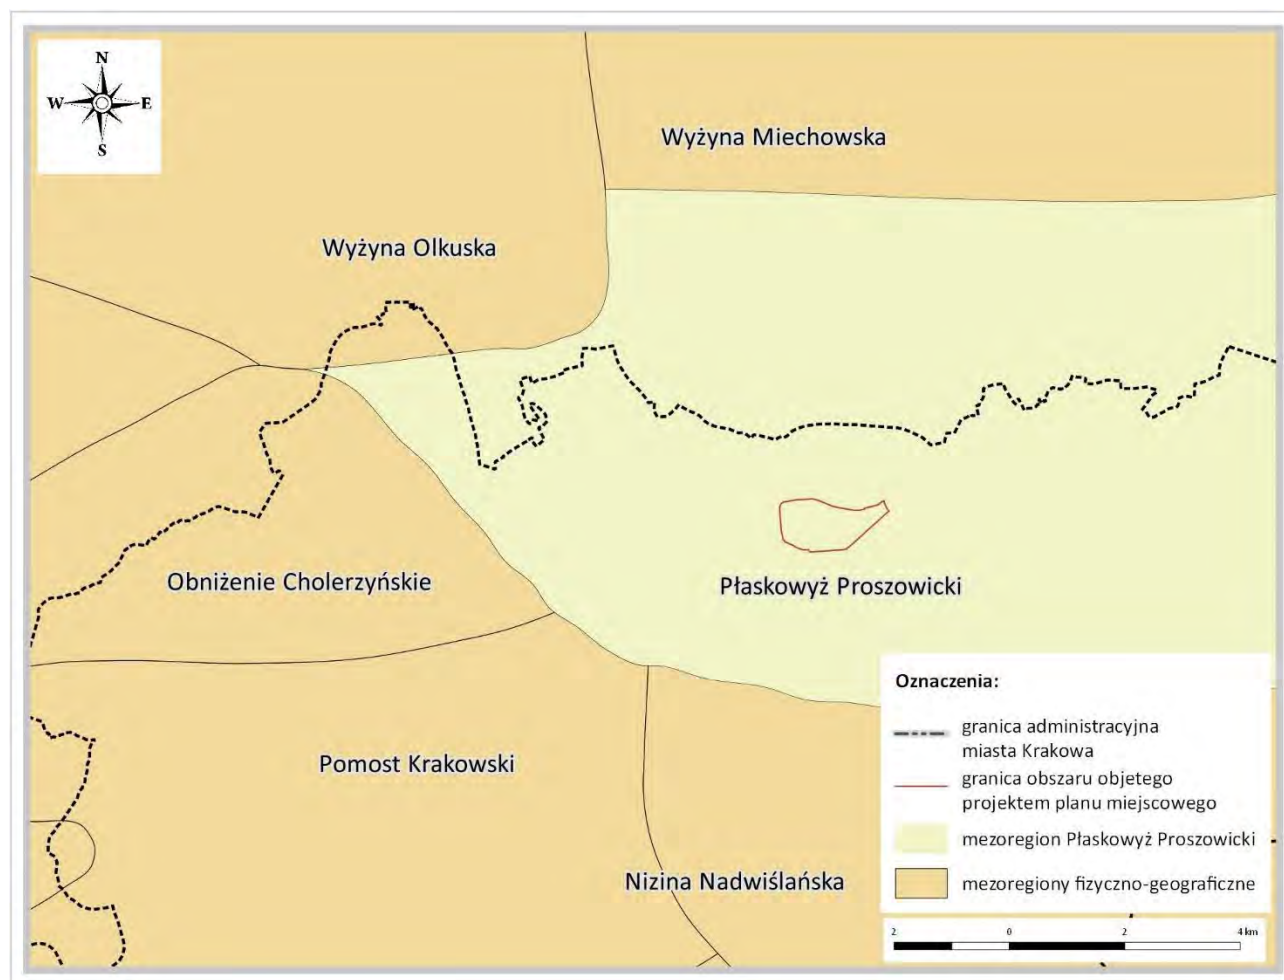 N
W E
S
Wyżyna Miechowska
Wyżyna Olkuska
Obniżenie Cholerzyńskie
Płaskowyż Proszowicki
Pomost Krakowski
Nizina Nadwiślańska
Oznaczenia:
granica administracyjna
miasta Krakowa
granica obszaru objetego
projektem planu miejscowego
mezoregion Płaskowyż Proszowicki
mezoregiony fizyczno-geograficzne
2 0 2 4 km